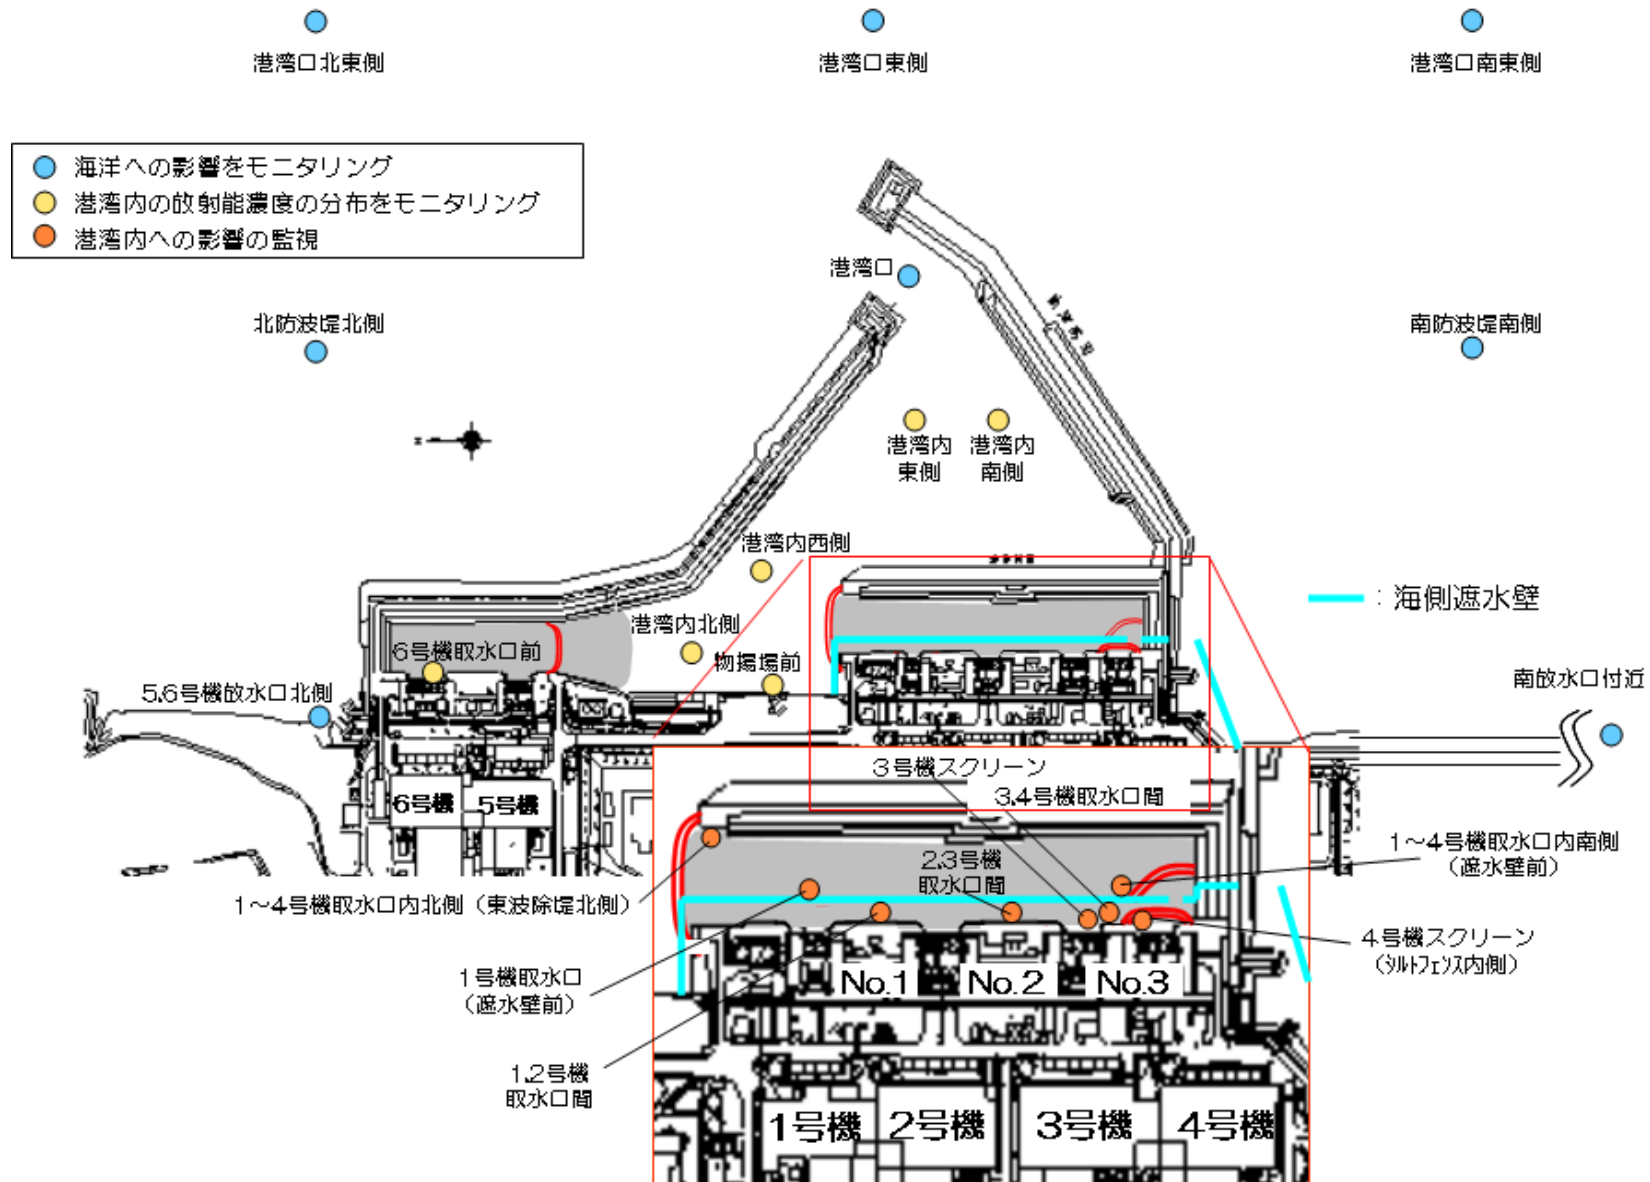 港湾口北東側
港湾口東側
港湾口南東側
海洋への影響をモニタリング
港湾内の放射能濃度の分布をモニタリング
港湾内への影響の監視
港湾口
北防波堤北側
南防波堤南側
港湾内
東側
港湾内
南側
港湾内西側
:海側遮水壁
港湾内北側
6号機取水口前
物揚場前
5,6号機放水口北側
南放水口付近
3号機スクリーン
3,4号機取水口間
6号機
5号機
1～4号機取水口内南側
(遮水壁前)
2,3号機
取水口間
1～4号機取水口内北側(東波除堤北側)
4号機スクリーン
(シルトフェンス内側)
1号機取水口
(遮水壁前)
No.1
No.2
No.3
1,2号機
取水口間
1号機
2号機
3号機
4号機